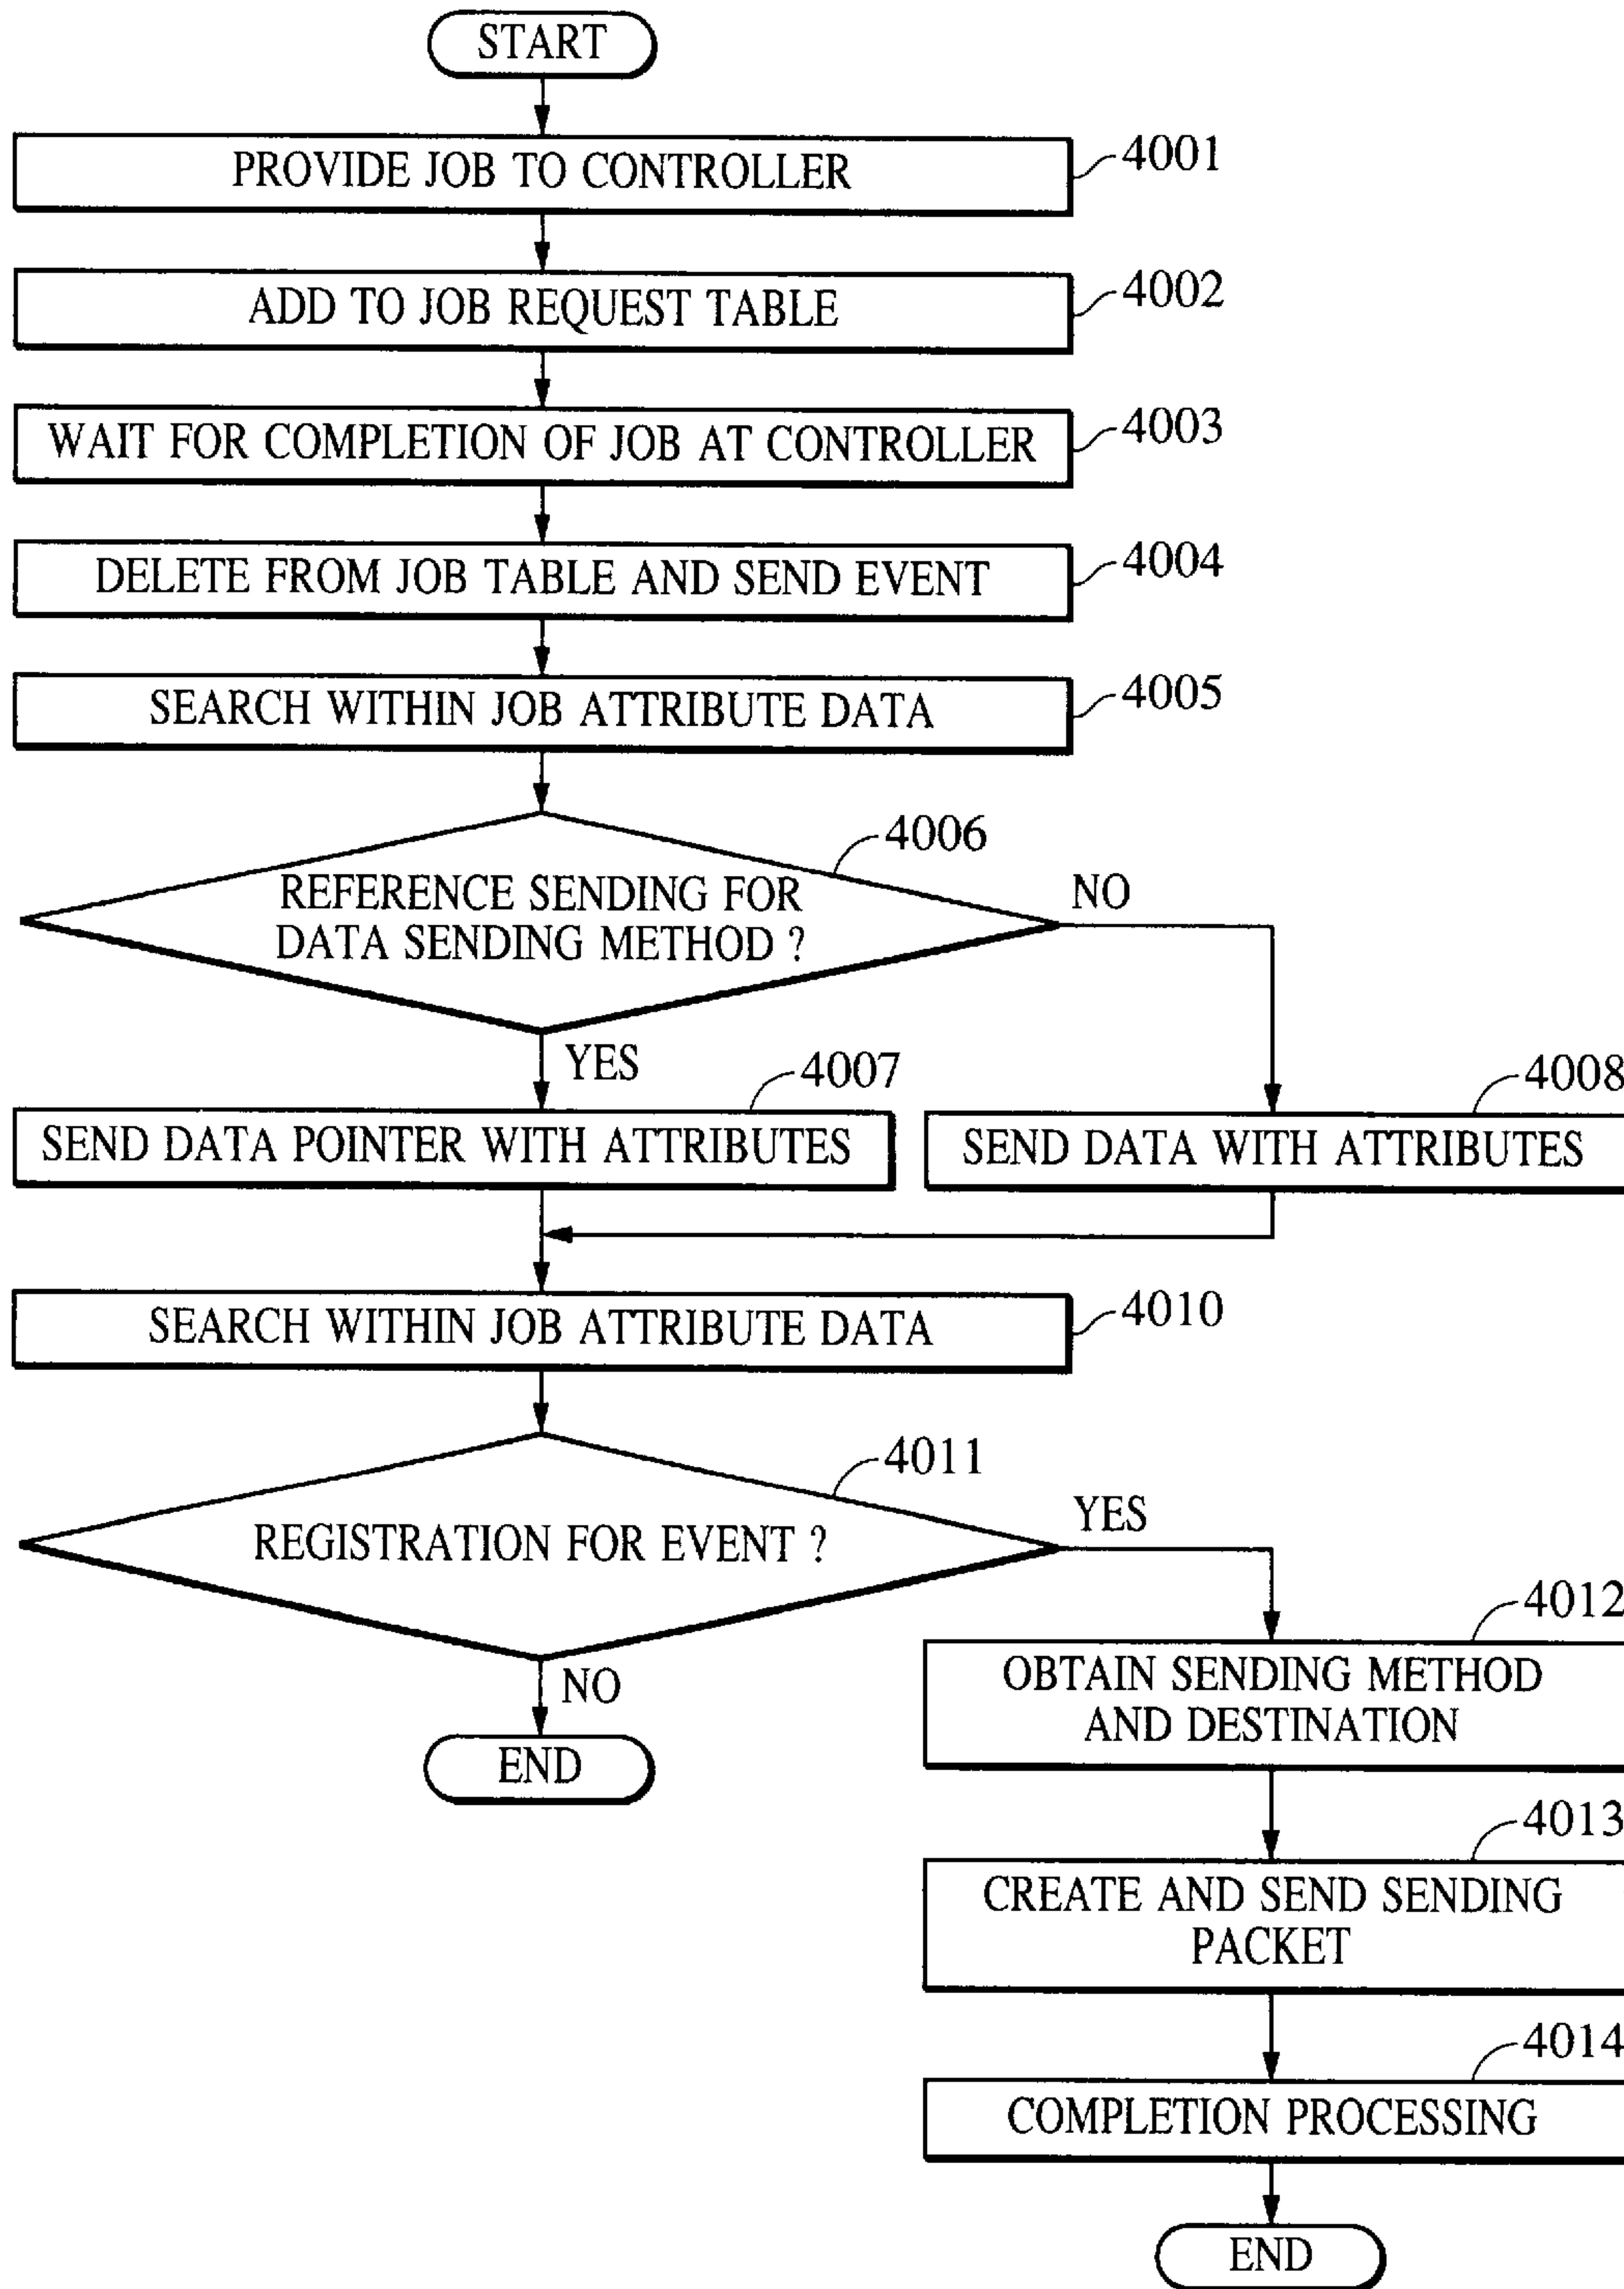 START
PROVIDE JOB TO CONTROLLER
4001
ADD TO JOB REQUEST TABLE
4002
WAIT FOR COMPLETION OF JOB AT CONTROLLER
4003
DELETE FROM JOB TABLE AND SEND EVENT
4004
SEARCH WITHIN JOB ATTRIBUTE DATA
4005
4006
REFERENCE SENDING FOR
DATA SENDING METHOD ?
NO
YES
4007
SEND DATA POINTER WITH ATTRIBUTES
4008
SEND DATA WITH ATTRIBUTES
SEARCH WITHIN JOB ATTRIBUTE DATA
4010
4011
REGISTRATION FOR EVENT ?
YES
NO
END
4012
OBTAIN SENDING METHOD
AND DESTINATION
4013
CREATE AND SEND SENDING
PACKET
4014
COMPLETION PROCESSING
END